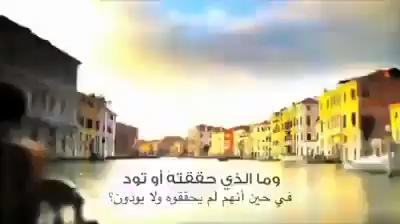 وما الذي حققته أو تود
في حين أنهم لم يحققوه ولا يودون؟